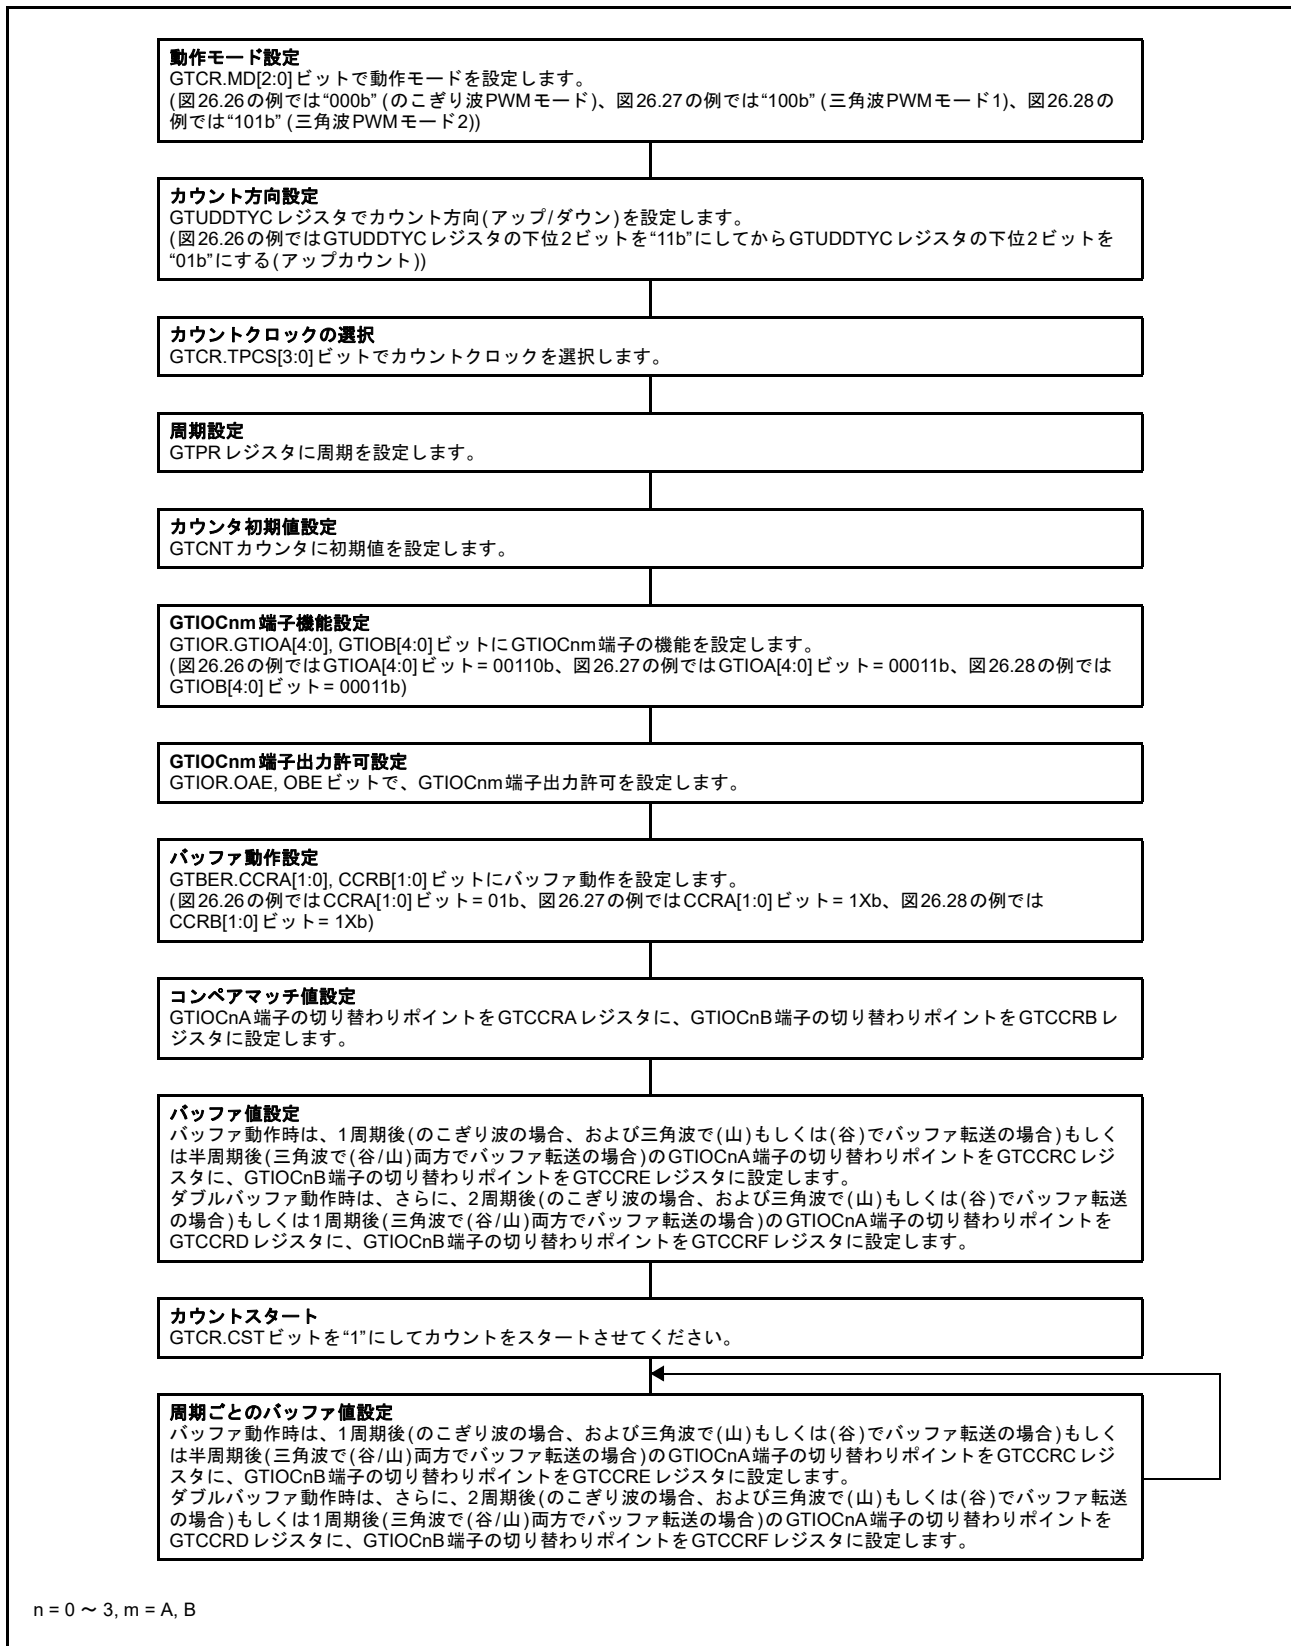 動作モード設定
GTCR.MD[2:0]ビットで動作モードを設定します。
(図26.26の例では“000b” (のこぎり波PWMモード)、図26.27の例では“100b” (三角波PWMモード1)、図26.28の
例では“101b” (三角波PWMモード2))
カウント方向設定
GTUDDTYCレジスタでカウント方向(アップ/ダウン)を設定します。
(図26.26の例ではGTUDDTYCレジスタの下位2ビットを“11b”にしてからGTUDDTYCレジスタの下位2ビットを
“01b”にする(アップカウント))
カウントクロックの選択
GTCR.TPCS[3:0]ビットでカウントクロックを選択します。
周期設定
GTPRレジスタに周期を設定します。
カウンタ初期値設定
GTCNTカウンタに初期値を設定します。
GTIOCnm端子機能設定
GTIOR.GTIOA[4:0], GTIOB[4:0]ビットにGTIOCnm端子の機能を設定します。
(図26.26の例ではGTIOA[4:0]ビット= 00110b、図26.27の例ではGTIOA[4:0]ビット= 00011b、図26.28の例では
GTIOB[4:0]ビット= 00011b)
GTIOCnm端子出力許可設定
GTIOR.OAE, OBEビットで、GTIOCnm端子出力許可を設定します。
バッファ動作設定
GTBER.CCRA[1:0], CCRB[1:0]ビットにバッファ動作を設定します。
(図26.26の例ではCCRA[1:0]ビット= 01b、図26.27の例ではCCRA[1:0]ビット= 1Xb、図26.28の例では
CCRB[1:0]ビット= 1Xb)
コンペアマッチ値設定
GTIOCnA端子の切り替わりポイントをGTCCRAレジスタに、GTIOCnB端子の切り替わりポイントをGTCCRBレ
ジスタに設定します。
バッファ値設定
バッファ動作時は、1周期後(のこぎり波の場合、および三角波で(山)もしくは(谷)でバッファ転送の場合)もしく
は半周期後(三角波で(谷/山)両方でバッファ転送の場合)のGTIOCnA端子の切り替わりポイントをGTCCRCレジ
スタに、GTIOCnB端子の切り替わりポイントをGTCCREレジスタに設定します。
ダブルバッファ動作時は、さらに、2周期後(のこぎり波の場合、および三角波で(山)もしくは(谷)でバッファ転送
の場合)もしくは1周期後(三角波で(谷/山)両方でバッファ転送の場合)のGTIOCnA端子の切り替わりポイントを
GTCCRDレジスタに、GTIOCnB端子の切り替わりポイントをGTCCRFレジスタに設定します。
カウントスタート
GTCR.CSTビットを“1”にしてカウントをスタートさせてください。
周期ごとのバッファ値設定
バッファ動作時は、1周期後(のこぎり波の場合、および三角波で(山)もしくは(谷)でバッファ転送の場合)もしく
は半周期後(三角波で(谷/山)両方でバッファ転送の場合)のGTIOCnA端子の切り替わりポイントをGTCCRCレジ
スタに、GTIOCnB端子の切り替わりポイントをGTCCREレジスタに設定します。
ダブルバッファ動作時は、さらに、2周期後(のこぎり波の場合、および三角波で(山)もしくは(谷)でバッファ転送
の場合)もしくは1周期後(三角波で(谷/山)両方でバッファ転送の場合)のGTIOCnA端子の切り替わりポイントを
GTCCRDレジスタに、GTIOCnB端子の切り替わりポイントをGTCCRFレジスタに設定します。
n = 0 ～ 3, m = A, B